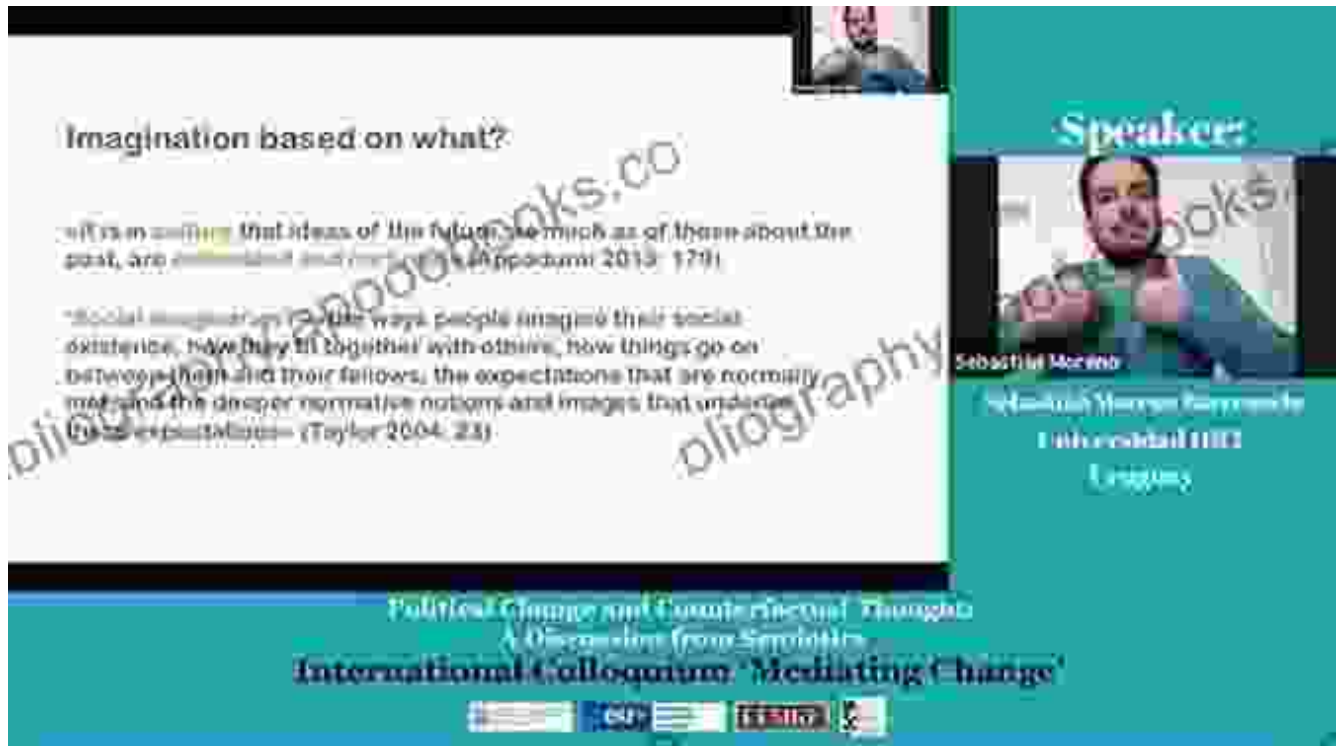 Imagination based on what?
that ideas of the future, as much as of those about the
past, are (Appadurai 2013: 179)
ways people imagine their social
existence, how they fit together with others, how things go on
between them and their fellows, the expectations that are normally
met and the deeper normative notions and images that underlie
these expectations» (Taylor 2004: 23)
Speaker:
Sebastián Moreno
Sebastián Moreno
Universidad ORT
Uruguay
Political Change and Counterfactual Thought:
A Discussion from Semiotics
International Colloquium 'Mediating Change'